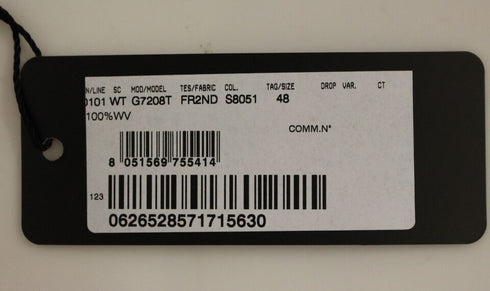 N/LINE SC MOD/MODEL TES/FABRIC COL. TAG/SIZE DROP VAR. CT
0101 WT G7208T FR2ND S8051 48
100%WV
COMM.N°
8 051569 755414
123
0626528571715630